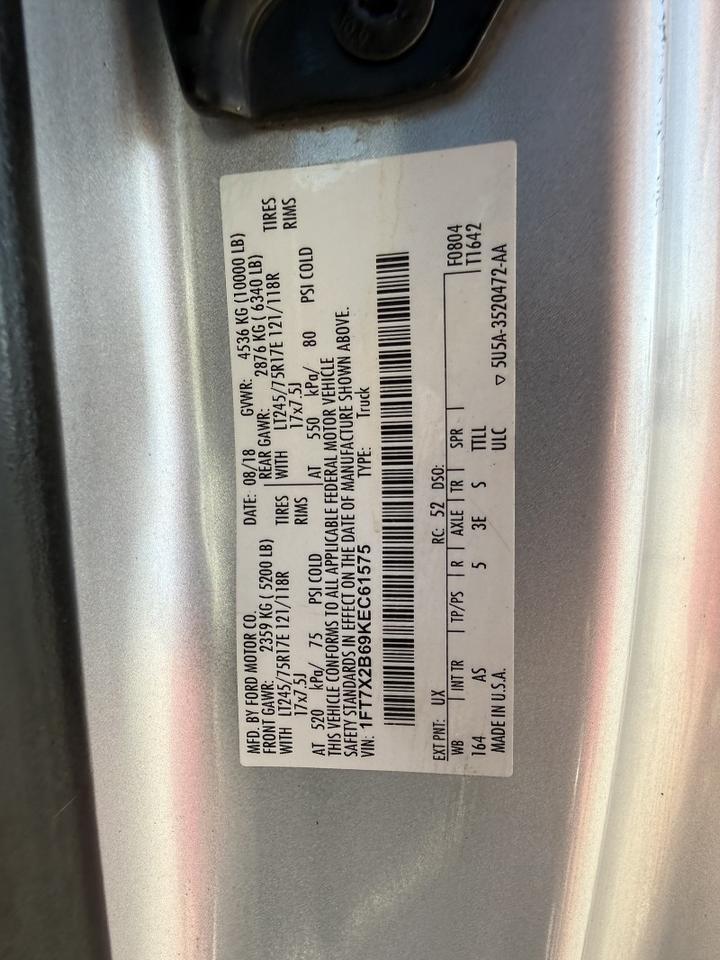 MFD. BY FORD MOTOR CO. DATE: 08/18 GVWR: 4536 KG (10000 LB)
FRONT GAWR: 2359 KG ( 5200 LB) REAR GAWR: 2876 KG ( 6340 LB)
WITH LT245/75R17E 121/118R TIRES WITH LT245/75R17E 121/118R TIRES
17x7.5J RIMS 17x7.5J RIMS
AT 520 kPa/ 75 PSI COLD AT 550 kPa/ 80 PSI COLD
THIS VEHICLE CONFORMS TO ALL APPLICABLE FEDERAL MOTOR VEHICLE
SAFETY STANDARDS IN EFFECT ON THE DATE OF MANUFACTURE SHOWN ABOVE.
VIN: 1FT7X2B69KEC61575 TYPE: Truck
EXT PNT: UX RC: 52 DSO:
WB INT TR TP/PS R AXLE TR SPR F0804
164 AS 5 3E S TTLL T1642
ULC
MADE IN U.S.A. ▽ 5U5A-3520472-AA